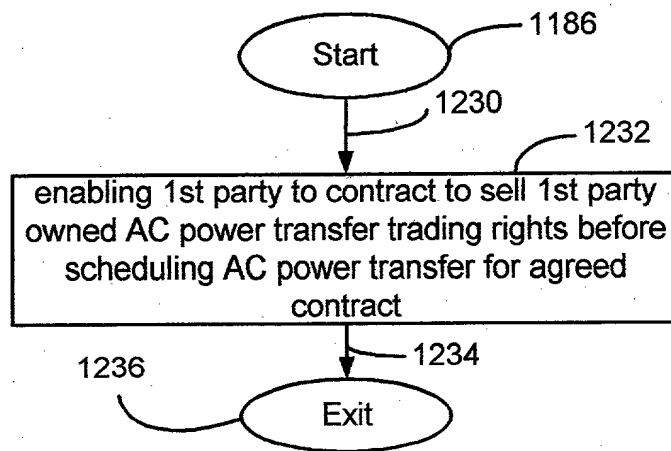 Start
1186
1230
1232
enabling 1st party to contract to sell 1st party
owned AC power transfer trading rights before
scheduling AC power transfer for agreed
contract
1234
1236
Exit